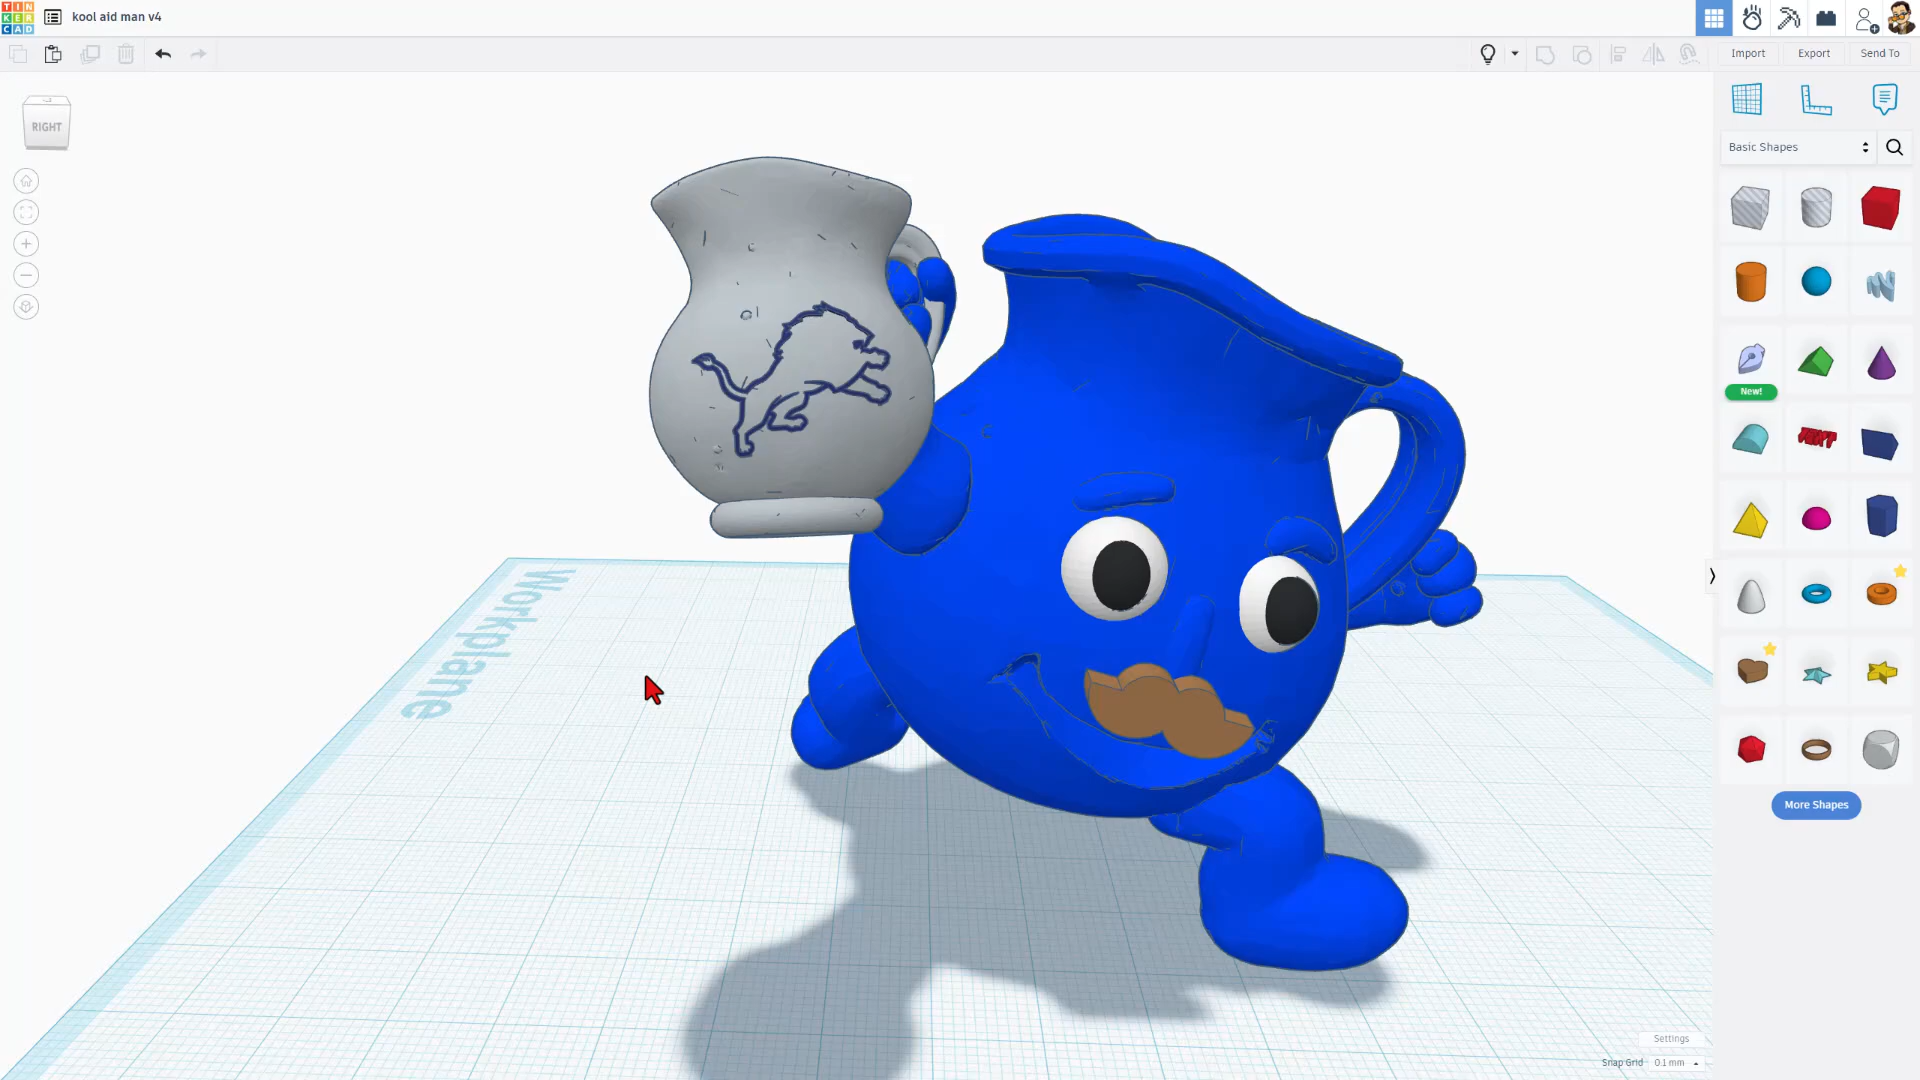 TIN
KER
CAD
kool aid man v4
Import
Export
Send To
RIGHT
Basic Shapes
New!
TEXT
Workplane
More Shapes
Settings
Snap Grid 0.1 mm